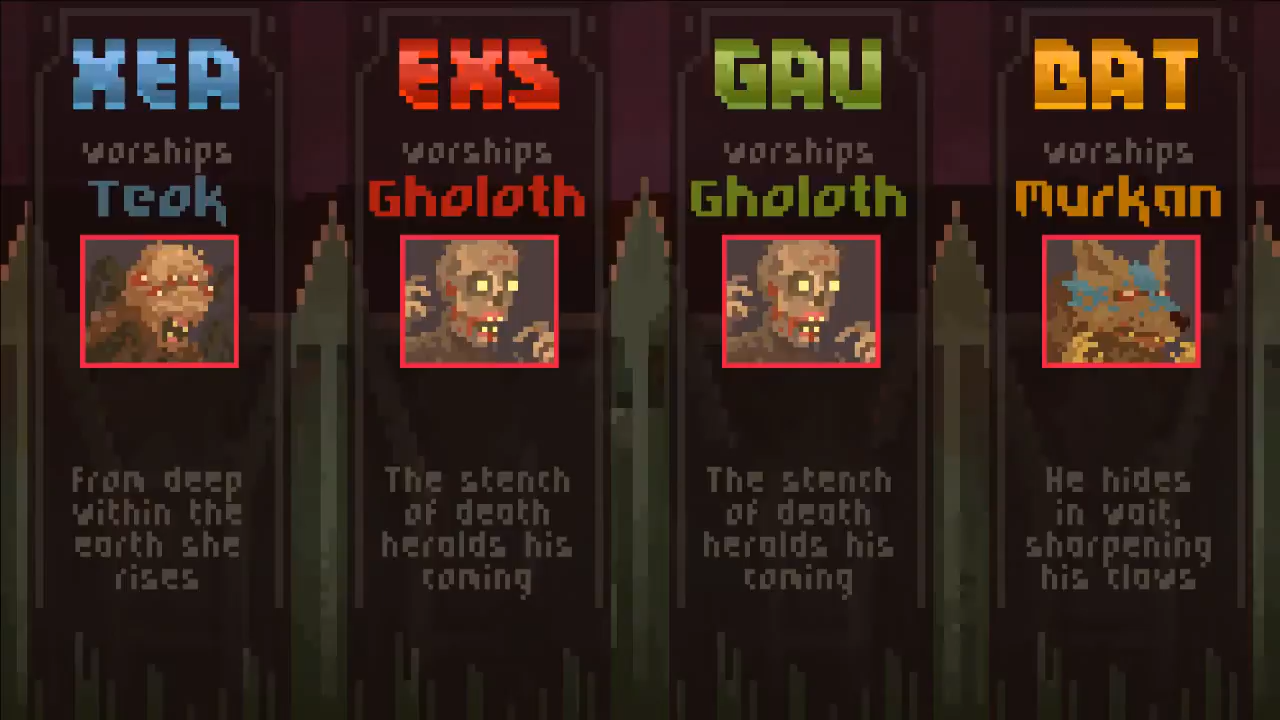 XEA
worships
Teok
From deep
within the
earth she
rises
EXS
worships
Gholoth
The stench
of death
heralds his
coming
GAU
worships
Gholoth
The stench
of death
heralds his
coming
BAT
worships
Murkan
He hides
in wait,
sharpening
his claws